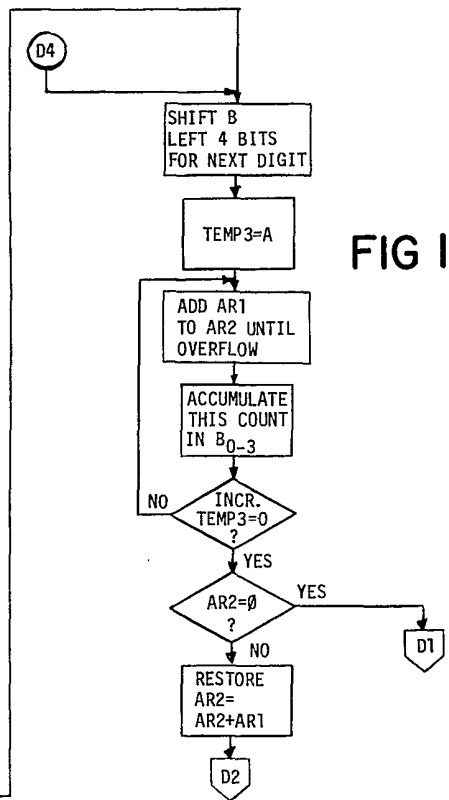 D4
SHIFT B
LEFT 4 BITS
FOR NEXT DIGIT
TEMP3=A
FIG I
ADD AR1
TO AR2 UNTIL
OVERFLOW
ACCUMULATE
THIS COUNT
IN B0-3
NO
INCR.
TEMP3=0
?
YES
AR2=Ø
?
YES
D1
NO
RESTORE
AR2=
AR2+AR1
D2